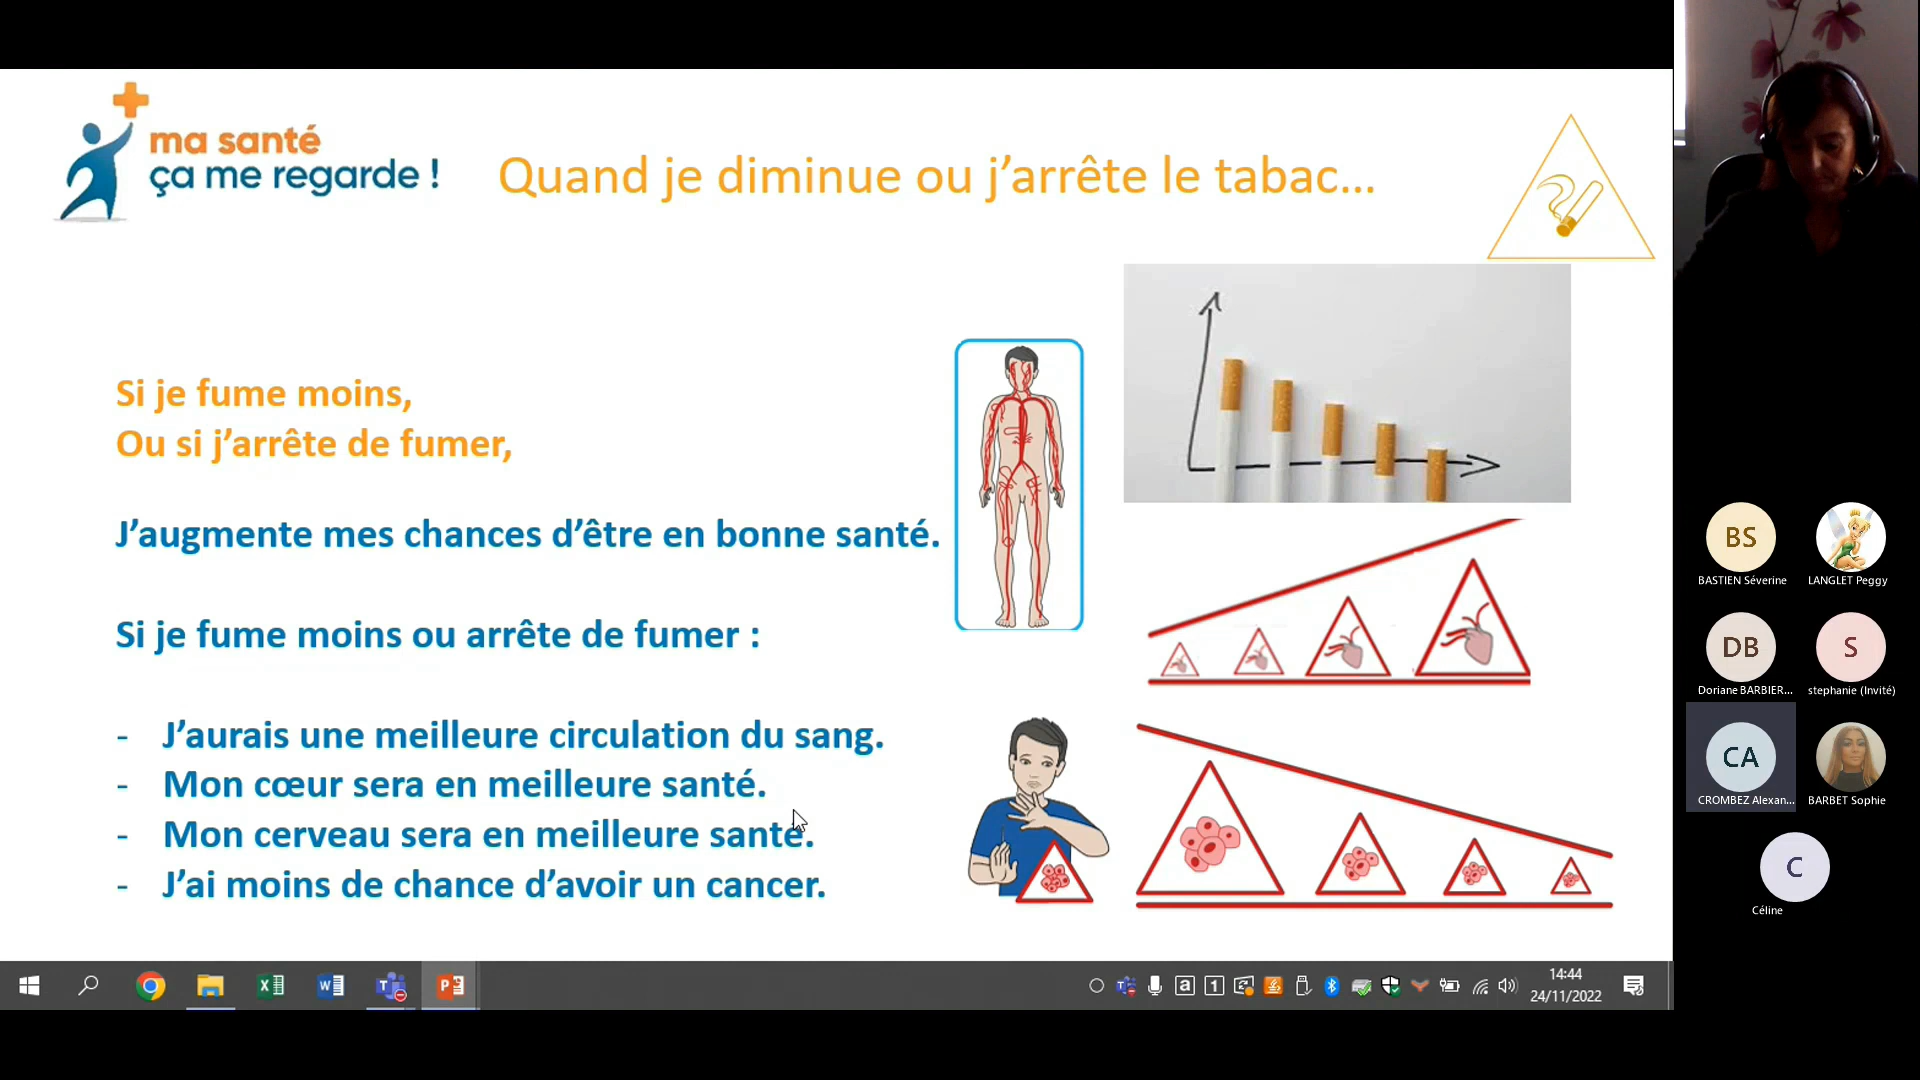 ma santé
ça me regarde !
Quand je diminue ou j’arrête le tabac...
Si je fume moins,
Ou si j’arrête de fumer,
J’augmente mes chances d’être en bonne santé.
Si je fume moins ou arrête de fumer :
- J’aurais une meilleure circulation du sang.
- Mon cœur sera en meilleure santé.
- Mon cerveau sera en meilleure santé.
- J’ai moins de chance d’avoir un cancer.
BS
BASTIEN Séverine
LANGLET Peggy
DB
Doriane BARBIER...
S
stephanie (Invité)
CA
CROMBEZ Alexan...
BARBET Sophie
C
Céline
14:44
24/11/2022